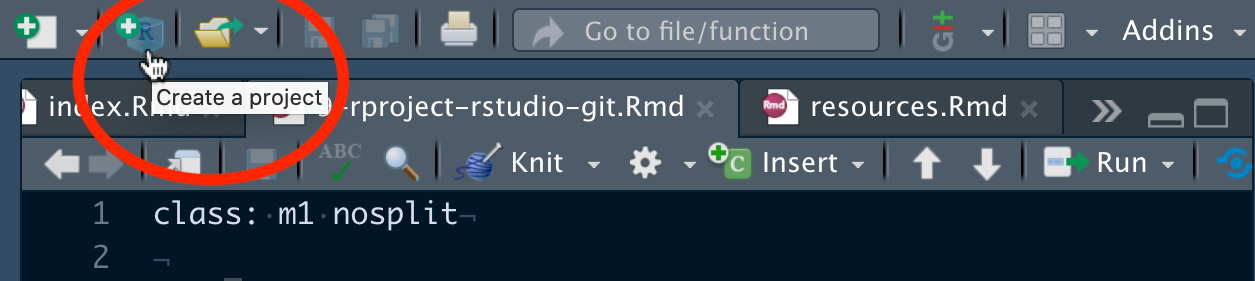 Go to file/function
Addins
Create a project
index.Rmd
-rproject-rstudio-git.Rmd
Rmd
resources.Rmd
ABC
Knit
Insert
Run
1 class: m1 nosplit¬
2 ¬